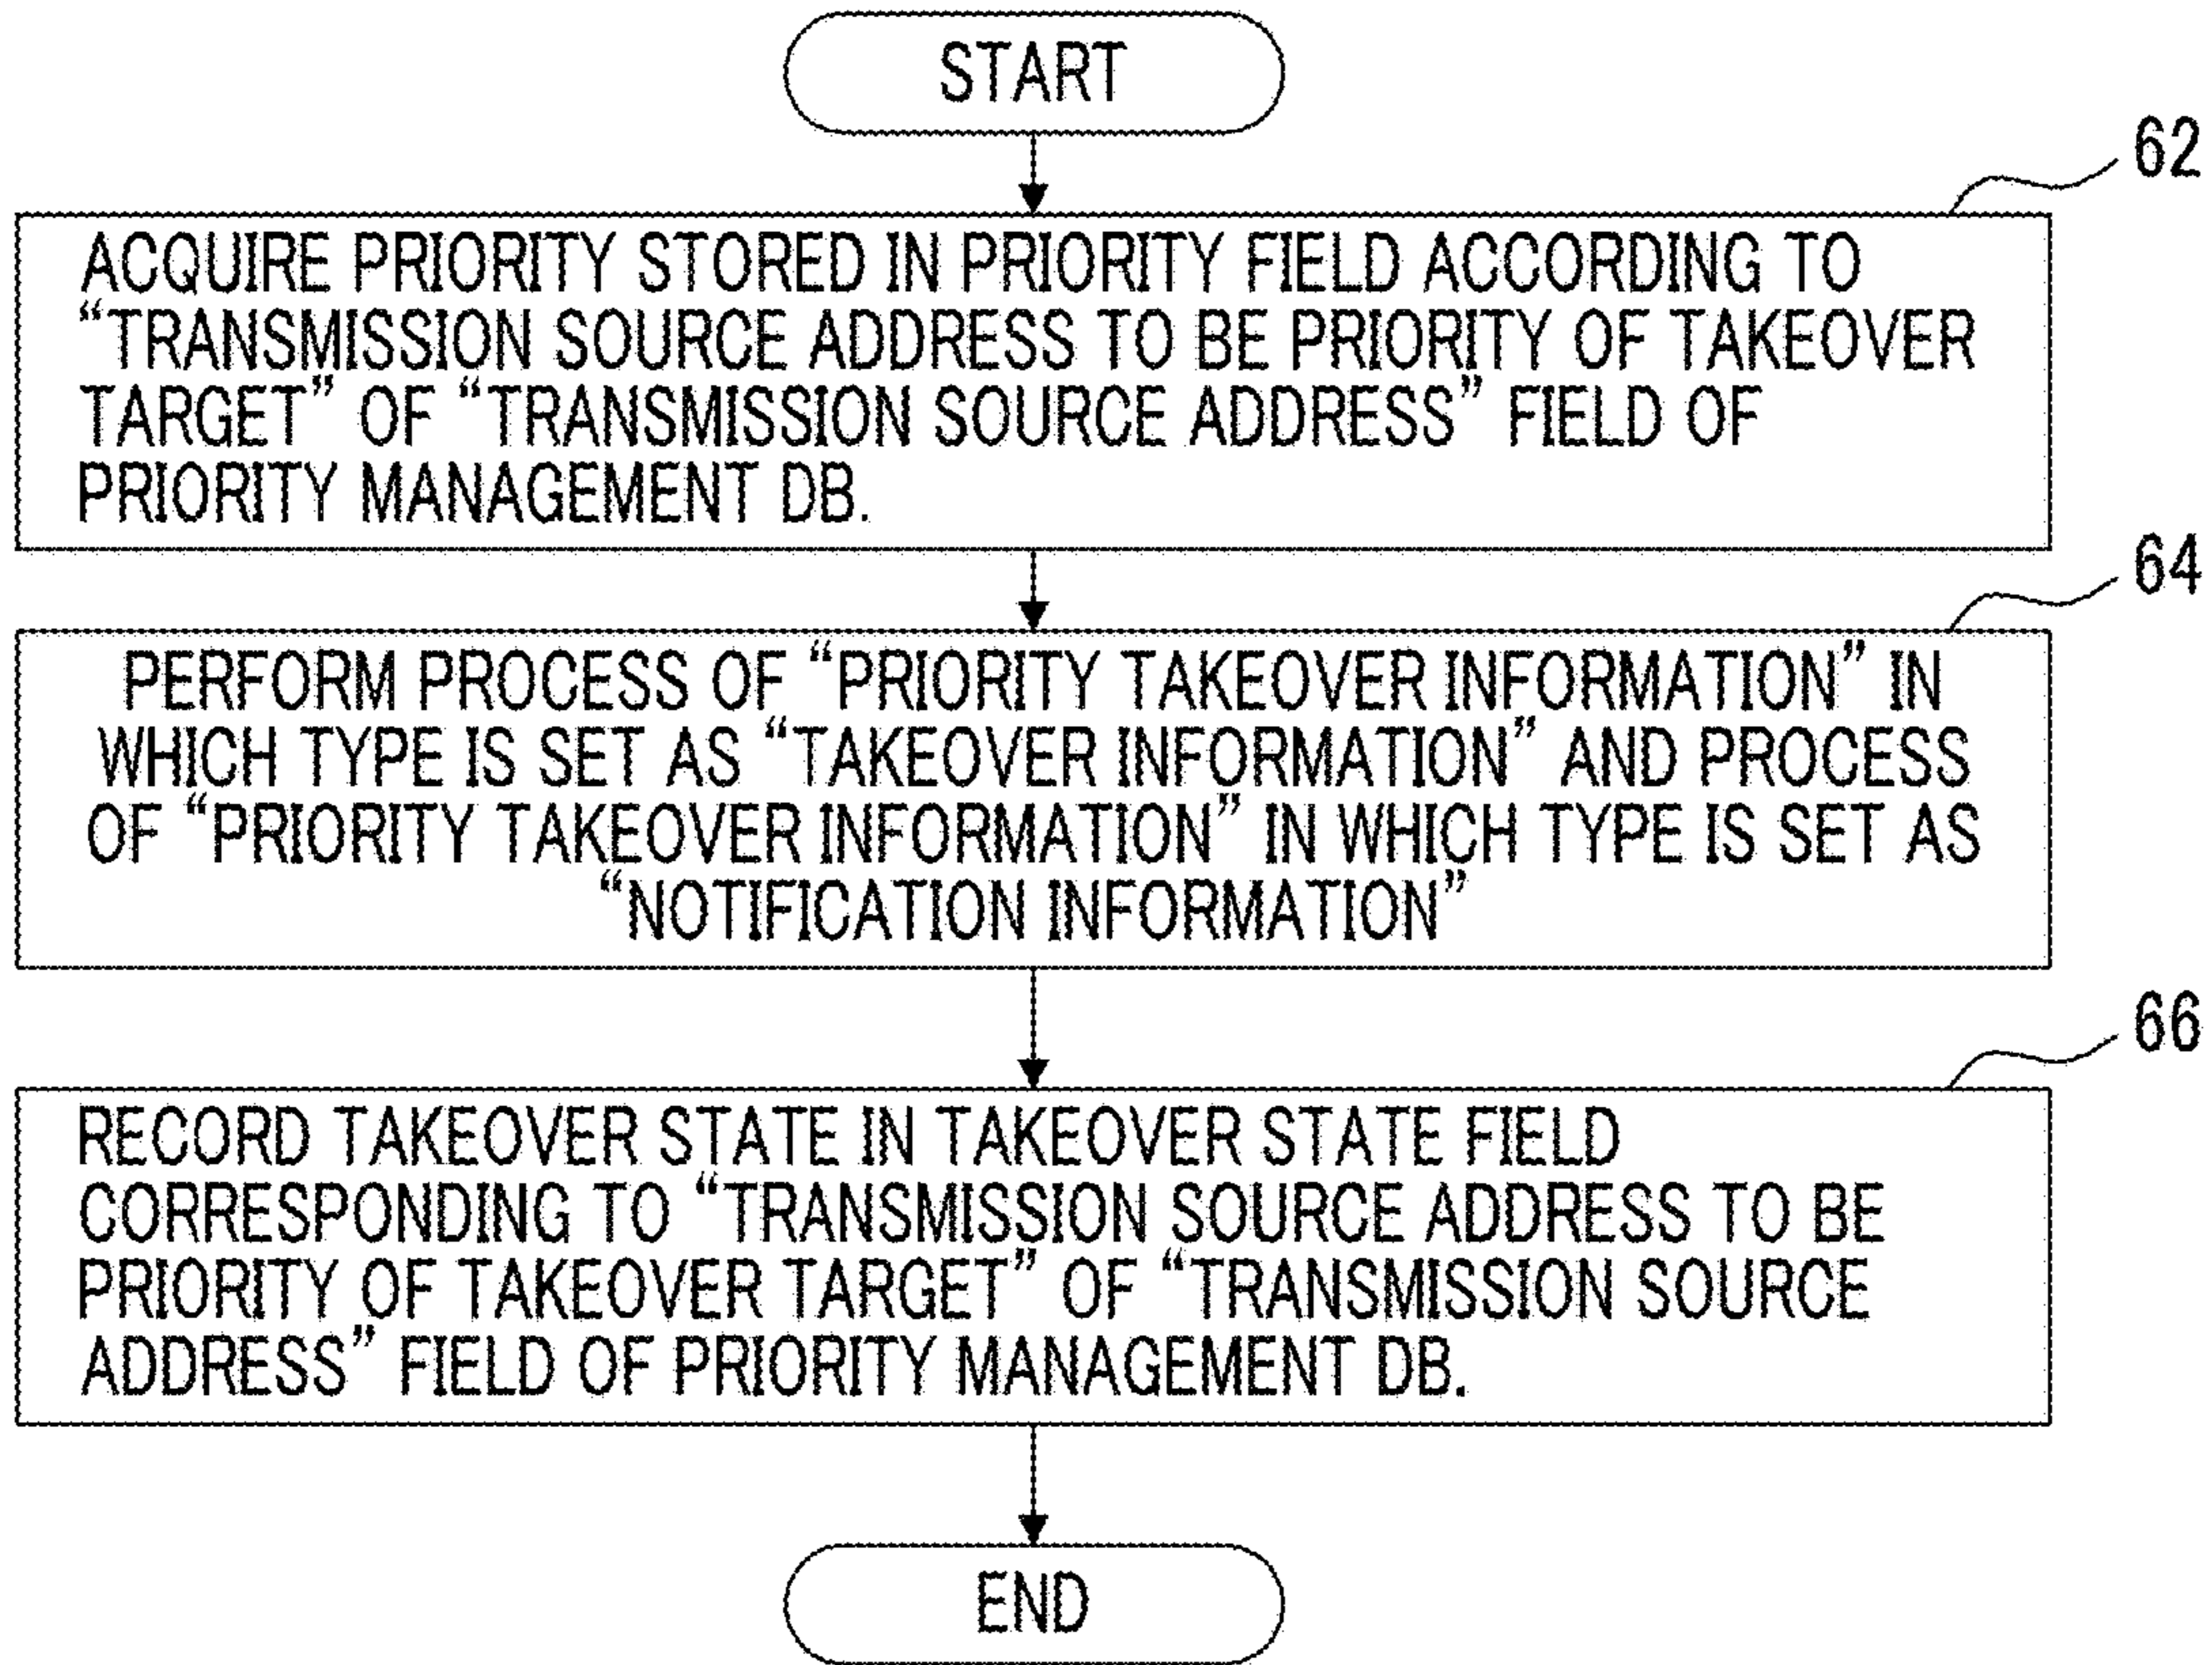 START
62
ACQUIRE PRIORITY STORED IN PRIORITY FIELD ACCORDING TO
“TRANSMISSION SOURCE ADDRESS TO BE PRIORITY OF TAKEOVER
TARGET” OF “TRANSMISSION SOURCE ADDRESS” FIELD OF
PRIORITY MANAGEMENT DB.
64
PERFORM PROCESS OF “PRIORITY TAKEOVER INFORMATION” IN
WHICH TYPE IS SET AS “TAKEOVER INFORMATION” AND PROCESS
OF “PRIORITY TAKEOVER INFORMATION” IN WHICH TYPE IS SET AS
“NOTIFICATION INFORMATION”
66
RECORD TAKEOVER STATE IN TAKEOVER STATE FIELD
CORRESPONDING TO “TRANSMISSION SOURCE ADDRESS TO BE
PRIORITY OF TAKEOVER TARGET” OF “TRANSMISSION SOURCE
ADDRESS” FIELD OF PRIORITY MANAGEMENT DB.
END